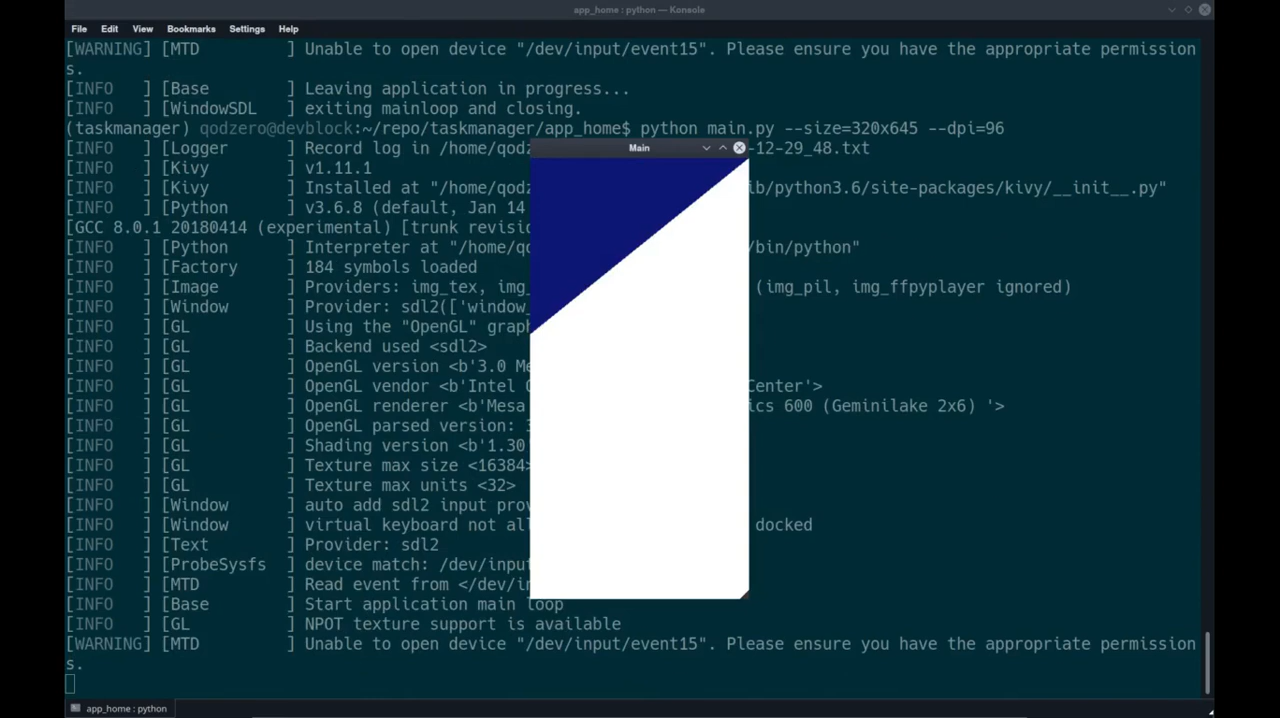 app_home : python — Konsole
File Edit View Bookmarks Settings Help
[WARNING] [MTD ] Unable to open device "/dev/input/event15". Please ensure you have the appropriate permission
s.
[INFO ] [Base ] Leaving application in progress...
[INFO ] [WindowSDL ] exiting mainloop and closing.
(taskmanager) qodzero@devblock:~/repo/taskmanager/app_home$ python main.py --size=320x645 --dpi=96
Main
[INFO ] [Logger ] Record log in /home/qod -12-29_48.txt
[INFO ] [Kivy ] v1.11.1
[INFO ] [Kivy ] Installed at "/home/qod ib/python3.6/site-packages/kivy/__init__.py"
[INFO ] [Python ] v3.6.8 (default, Jan 14
[GCC 8.0.1 20180414 (experimental) [trunk revisio
[INFO ] [Python ] Interpreter at "/home/qo /bin/python"
[INFO ] [Factory ] 184 symbols loaded
[INFO ] [Image ] Providers: img_tex, img_ (img_pil, img_ffpyplayer ignored)
[INFO ] [Window ] Provider: sdl2(['window_
[INFO ] [GL ] Using the "OpenGL" grap
[INFO ] [GL ] Backend used <sdl2>
[INFO ] [GL ] OpenGL version <b'3.0 Me
[INFO ] [GL ] OpenGL vendor <b'Intel O Center'>
[INFO ] [GL ] OpenGL renderer <b'Mesa ics 600 (Geminilake 2x6) '>
[INFO ] [GL ] OpenGL parsed version: 3
[INFO ] [GL ] Shading version <b'1.30
[INFO ] [GL ] Texture max size <16384>
[INFO ] [GL ] Texture max units <32>
[INFO ] [Window ] auto add sdl2 input prov
[INFO ] [Window ] virtual keyboard not all docked
[INFO ] [Text ] Provider: sdl2
[INFO ] [ProbeSysfs ] device match: /dev/input
[INFO ] [MTD ] Read event from </dev/in
[INFO ] [Base ] Start application main loop
[INFO ] [GL ] NPOT texture support is available
[WARNING] [MTD ] Unable to open device "/dev/input/event15". Please ensure you have the appropriate permission
s.
app_home : python